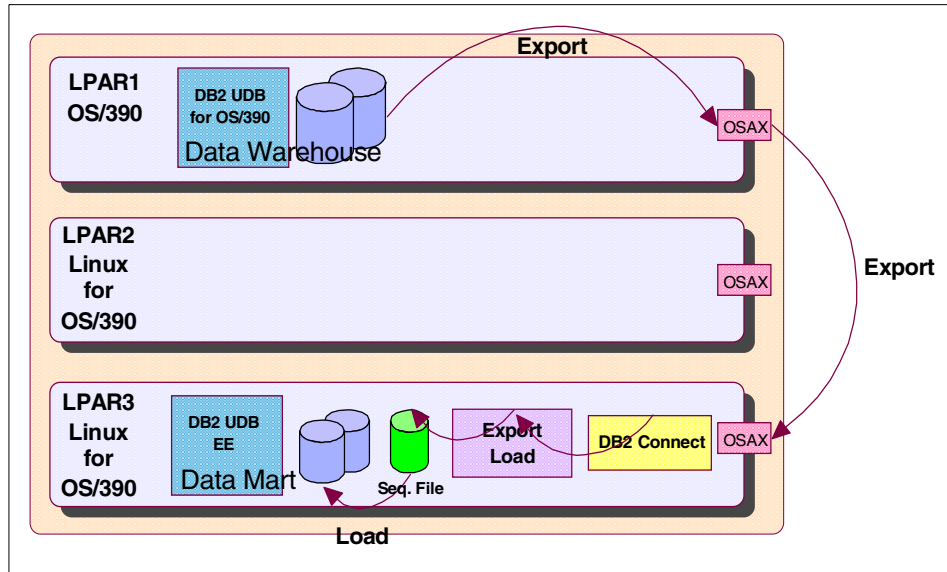 Export
LPAR1
OS/390
DB2 UDB
for OS/390
Data Warehouse
OSAX
LPAR2
Linux
for
OS/390
OSAX
Export
LPAR3
Linux
for
OS/390
DB2 UDB
EE
Data Mart
Seq. File
Export
Load
DB2 Connect
OSAX
Load